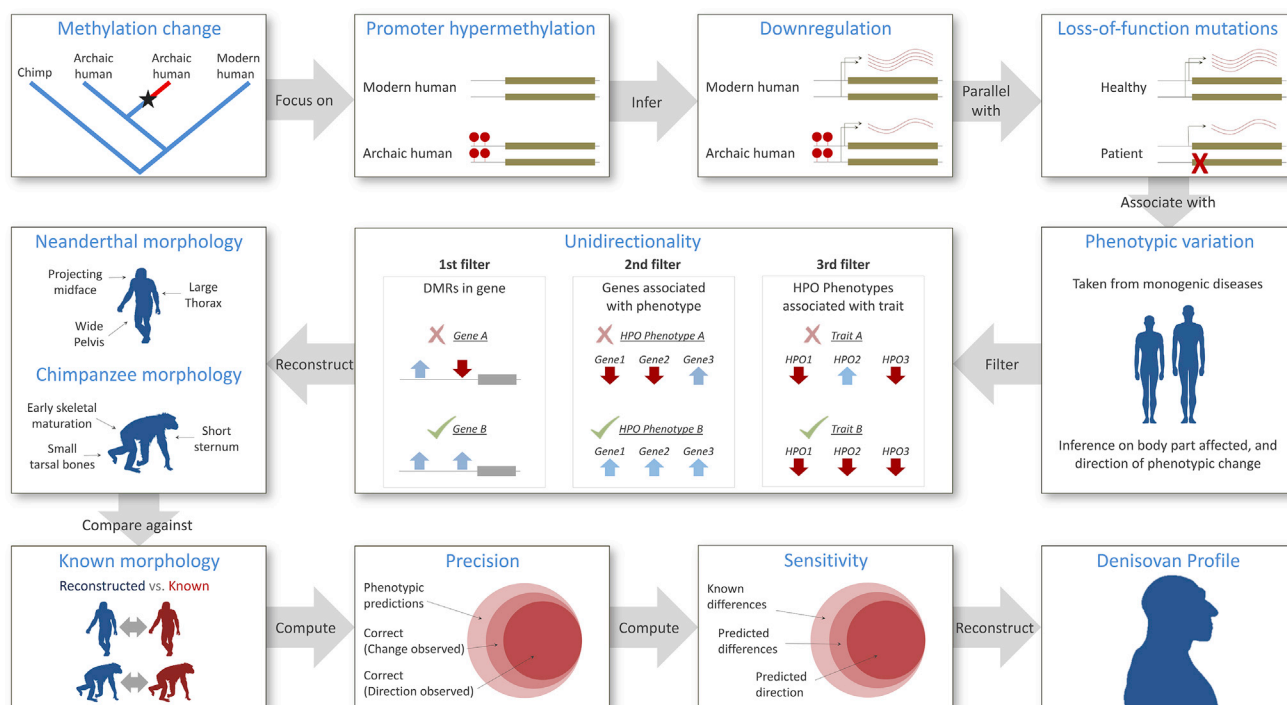 Methylation change
Chimp
Archaic
human
Archaic
human
Modern
human
Focus on
Promoter hypermethylation
Modern human
Archaic human
Infer
Downregulation
Modern human
Archaic human
Parallel
with
Loss-of-function mutations
Healthy
Patient
X
Associate with
Phenotypic variation
Taken from monogenic diseases
Inference on body part affected, and
direction of phenotypic change
Filter
Unidirectionality
1st filter
DMRs in gene
X Gene A
Gene B
2nd filter
Genes associated
with phenotype
X HPO Phenotype A
Gene1 Gene2 Gene3
HPO Phenotype B
Gene1 Gene2 Gene3
3rd filter
HPO Phenotypes
associated with trait
X Trait A
HPO1 HPO2 HPO3
Trait B
HPO1 HPO2 HPO3
Reconstruct
Neanderthal morphology
Projecting
midface
Large
Thorax
Wide
Pelvis
Chimpanzee morphology
Early skeletal
maturation
Short
sternum
Small
tarsal bones
Compare against
Known morphology
Reconstructed vs. Known
Compute
Precision
Phenotypic
predictions
Correct
(Change observed)
Correct
(Direction observed)
Compute
Sensitivity
Known
differences
Predicted
differences
Predicted
direction
Reconstruct
Denisovan Profile